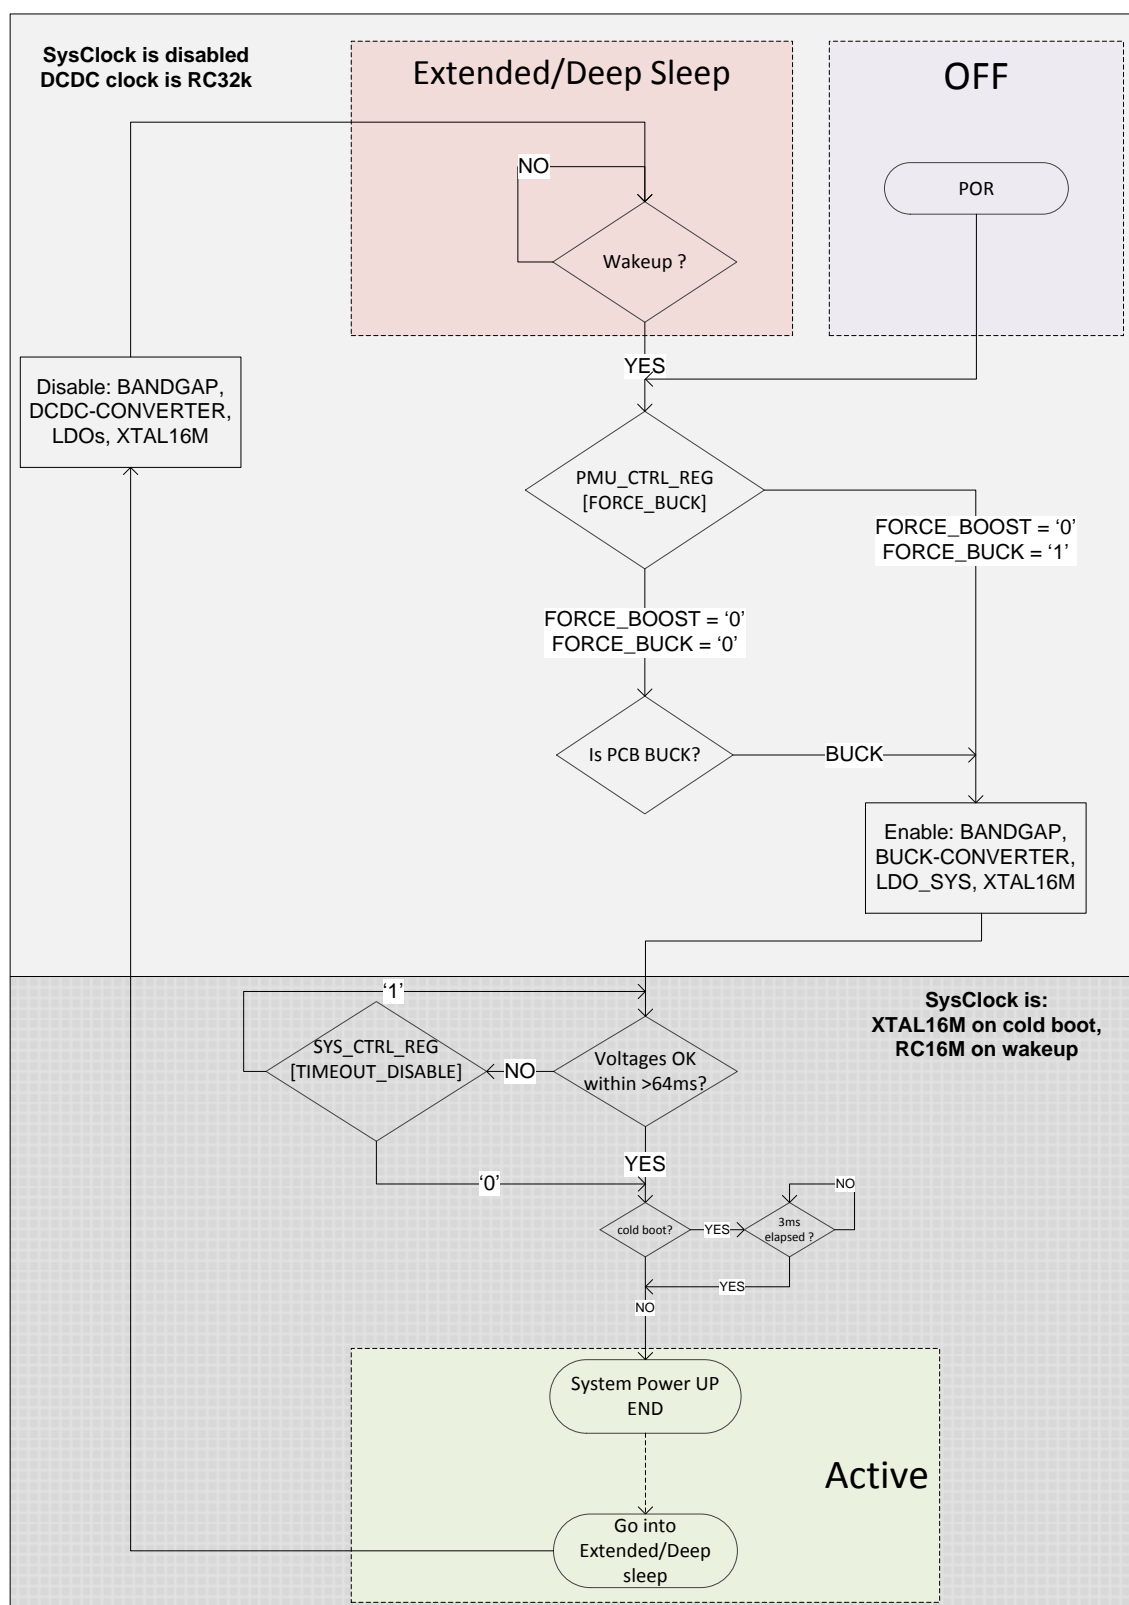 SysClock is disabled
DCDC clock is RC32k
Extended/Deep Sleep
OFF
NO
POR
Wakeup ?
YES
Disable: BANDGAP,
DCDC-CONVERTER,
LDOs, XTAL16M
PMU_CTRL_REG
[FORCE_BUCK]
FORCE_BOOST = ‘0’
FORCE_BUCK = ‘1’
FORCE_BOOST = ‘0’
FORCE_BUCK = ‘0’
Is PCB BUCK?
BUCK
Enable: BANDGAP,
BUCK-CONVERTER,
LDO_SYS, XTAL16M
‘1’
SysClock is:
XTAL16M on cold boot,
RC16M on wakeup
SYS_CTRL_REG
[TIMEOUT_DISABLE]
NO
Voltages OK
within >64ms?
YES
‘0’
NO
cold boot?
YES
3ms
elapsed ?
YES
NO
System Power UP
END
Active
Go into
Extended/Deep
sleep